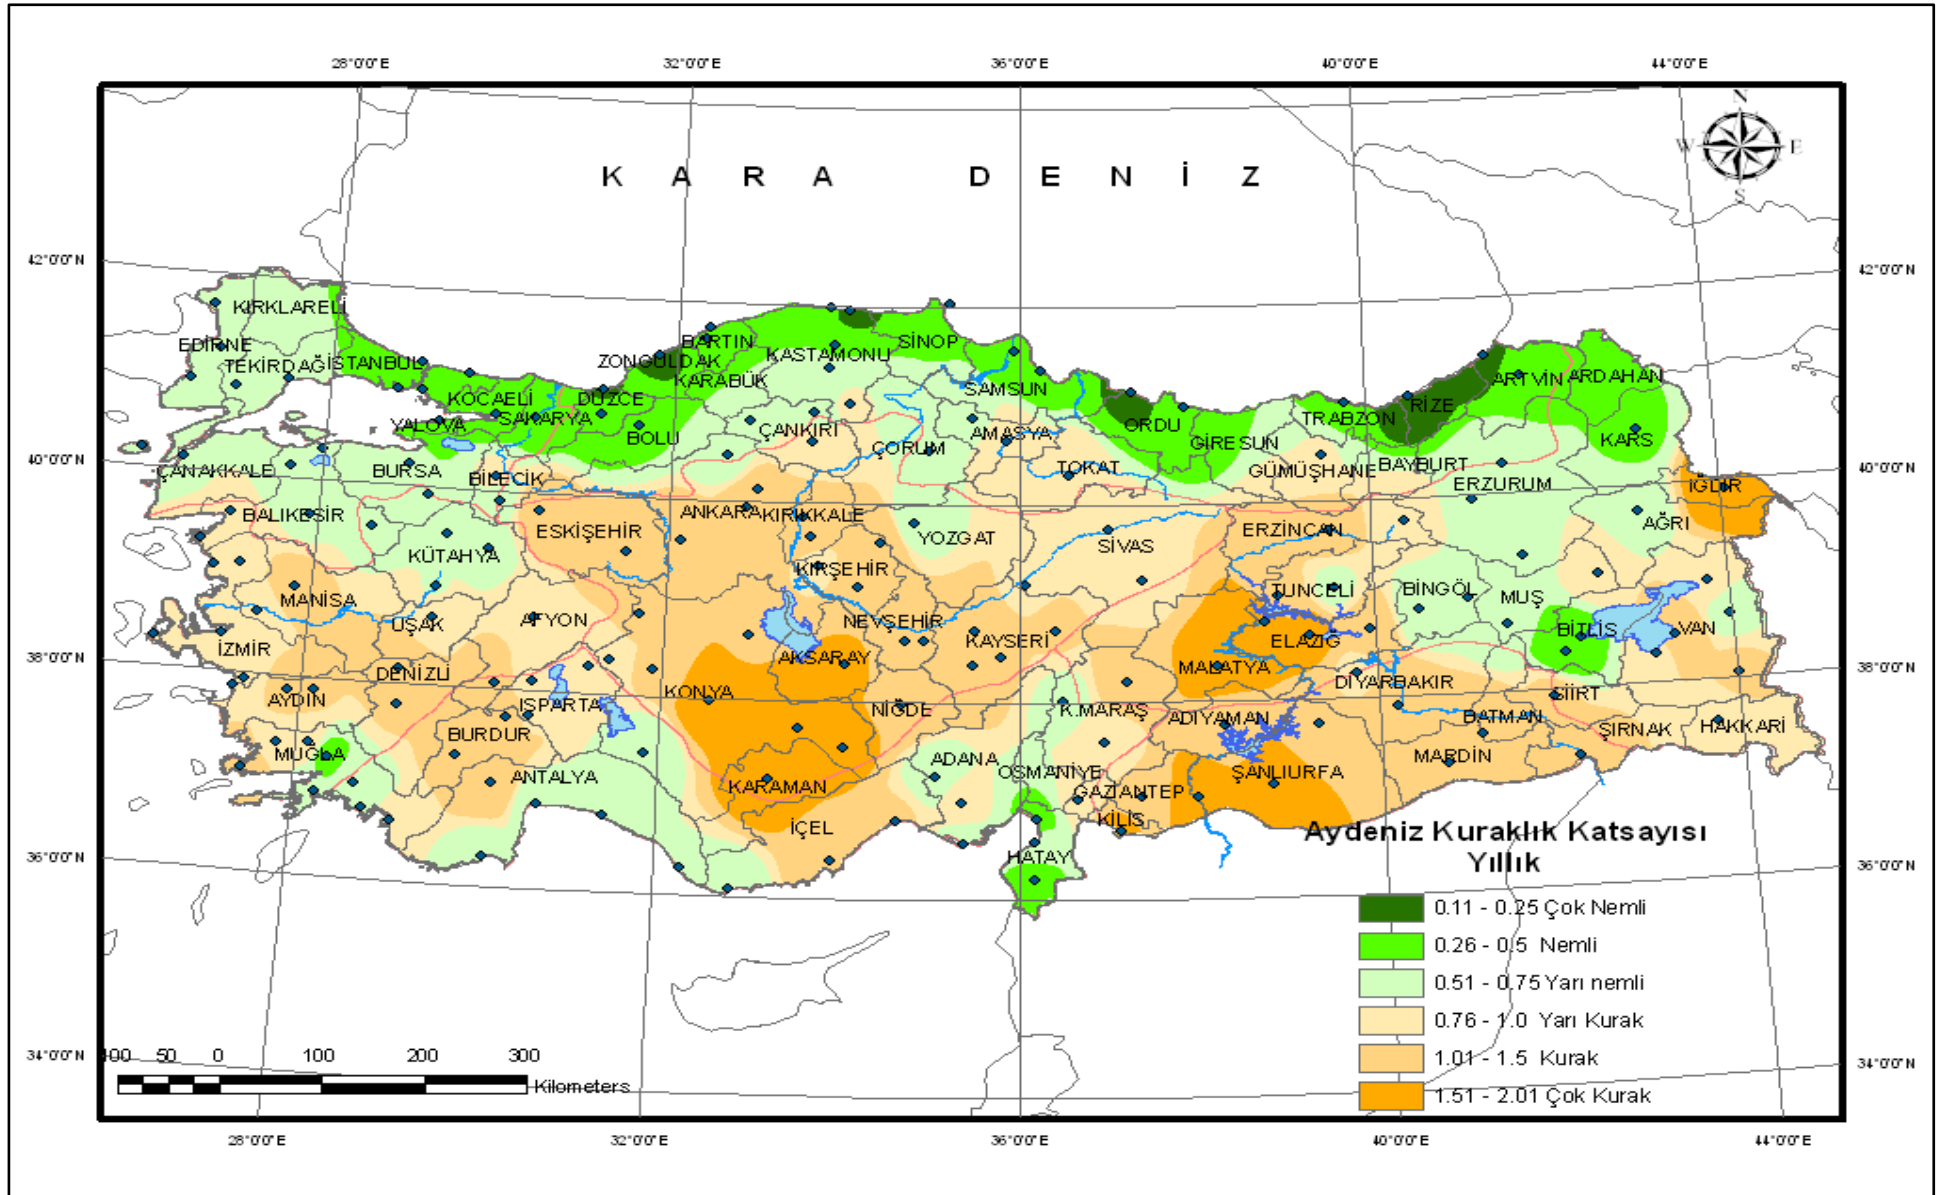 28°0'0"E 32°0'0"E 36°0'0"E 40°0'0"E 44°0'0"E
N
W E
S
K A R A D E N İ Z
42°0'0"N 42°0'0"N
KIRKLARELİ
EDİRNE
TEKİRDAĞ İSTANBUL
BARTIN
ZONGULDAK
KASTAMONU
SİNOP
KARABÜK
SAMSUN
ARTVİN ARDAHAN
KOCAELİ
DÜZCE
SAKARYA
YALOVA
BOLU
ÇANKIRI
ÇORUM
AMASYA
ORDU
GİRESUN
TRABZON
RİZE
KARS
40°0'0"N 40°0'0"N
ÇANAKKALE
BURSA
BİLECİK
TOKAT
GÜMÜŞHANE
BAYBURT
ERZURUM
IĞDIR
BALIKESİR
ESKİŞEHİR
ANKARA
KIRIKKALE
YOZGAT
SİVAS
ERZİNCAN
AĞRI
KÜTAHYA
KIRŞEHİR
TUNCELİ
BİNGÖL
MUŞ
MANİSA
UŞAK
AFYON
NEVŞEHİR
KAYSERİ
ELAZIĞ
BİTLİS
VAN
38°0'0"N 38°0'0"N
İZMİR
DENİZLİ
AKSARAY
MALATYA
DİYARBAKIR
SİİRT
AYDIN
ISPARTA
KONYA
NİĞDE
K.MARAŞ
ADIYAMAN
BATMAN
ŞIRNAK
HAKKARİ
MUĞLA
BURDUR
ANTALYA
KARAMAN
ADANA
OSMANİYE
GAZİANTEP
ŞANLIURFA
MARDİN
İÇEL
KİLİS
HATAY
36°0'0"N 36°0'0"N
Aydeniz Kuraklık Katsayısı
Yıllık
0.11 - 0.25 Çok Nemli
0.26 - 0.5 Nemli
0.51 - 0.75 Yarı nemli
0.76 - 1.0 Yarı Kurak
1.01 - 1.5 Kurak
1.51 - 2.01 Çok Kurak
34°0'0"N 34°0'0"N
100 50 0 100 200 300
Kilometers
28°0'0"E 32°0'0"E 36°0'0"E 40°0'0"E 44°0'0"E